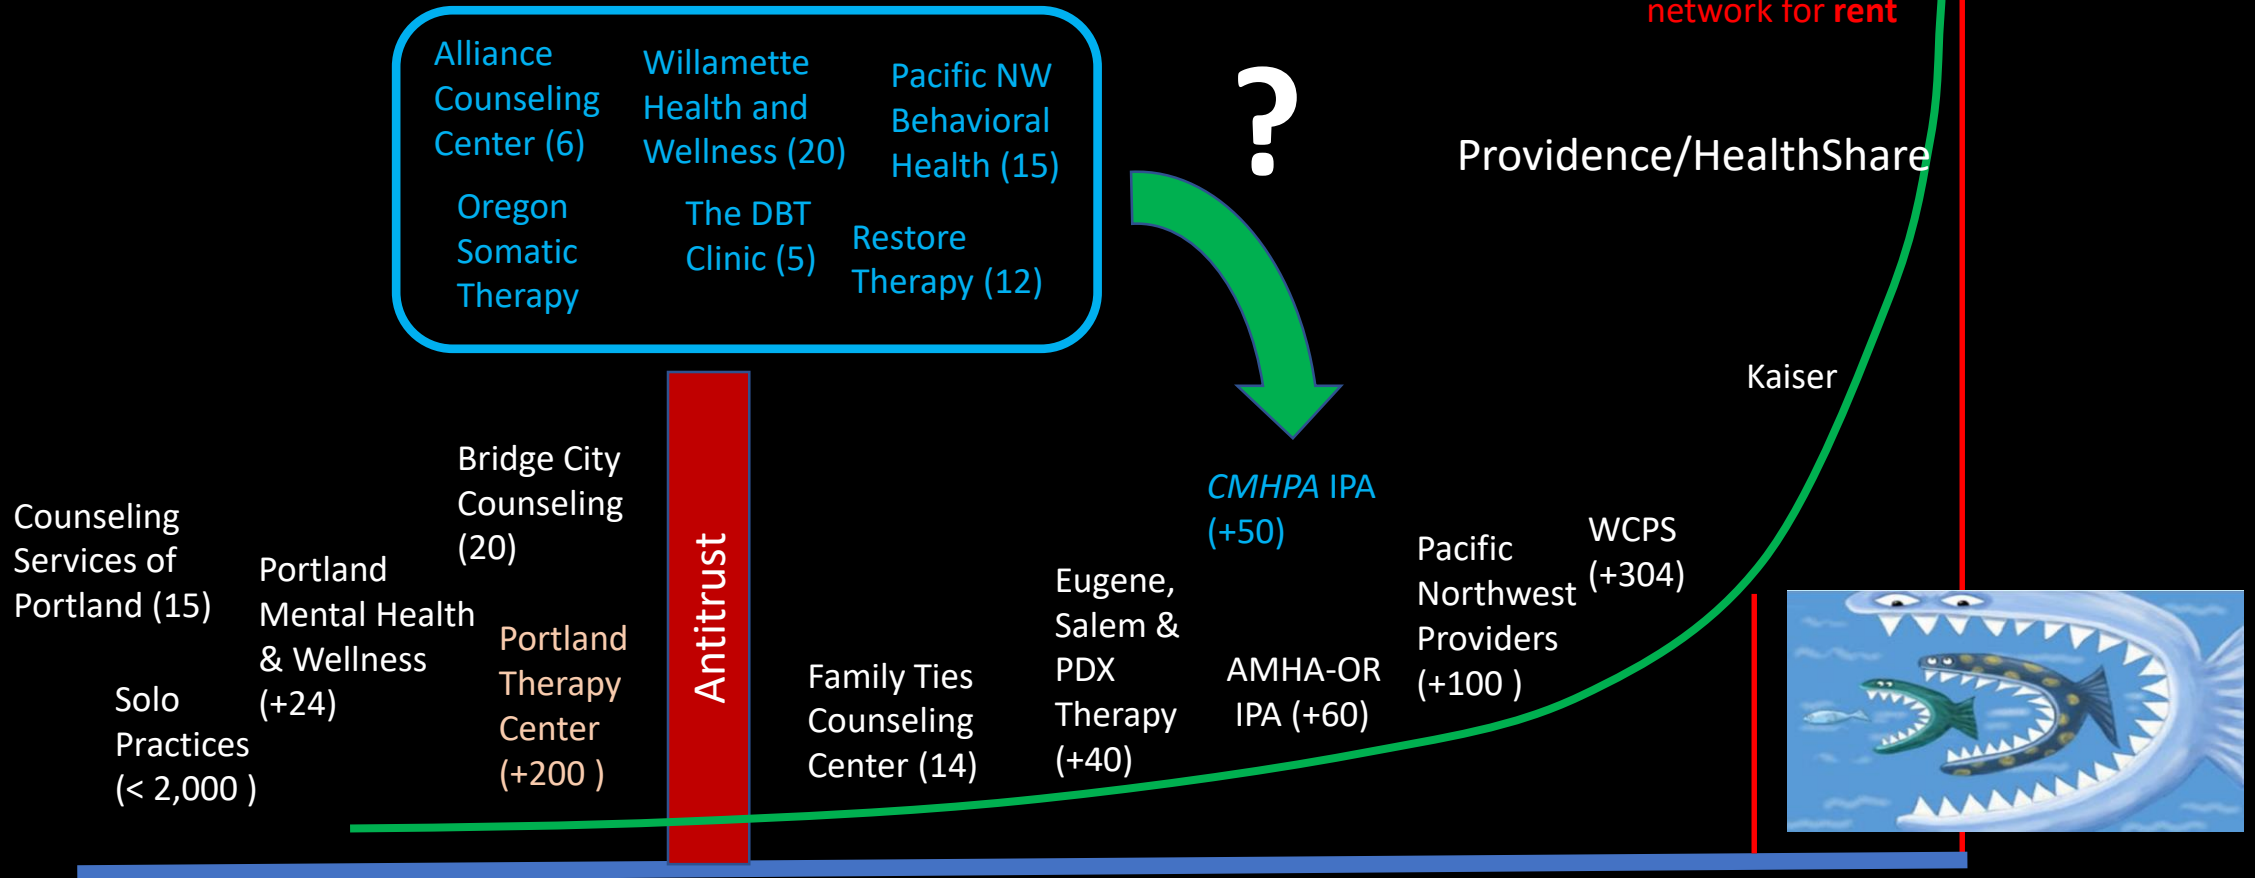 network for rent
Alliance
Counseling
Center (6)
Willamette
Health and
Wellness (20)
Pacific NW
Behavioral
Health (15)
Oregon
Somatic
Therapy
The DBT
Clinic (5)
Restore
Therapy (12)
?
Providence/HealthShare
Kaiser
Counseling
Services of
Portland (15)
Solo
Practices
(< 2,000 )
Portland
Mental Health
& Wellness
(+24)
Bridge City
Counseling
(20)
Portland
Therapy
Center
(+200 )
Antitrust
Family Ties
Counseling
Center (14)
Eugene,
Salem &
PDX
Therapy
(+40)
CMHPA IPA
(+50)
AMHA-OR
IPA (+60)
Pacific
Northwest
Providers
(+100 )
WCPS
(+304)